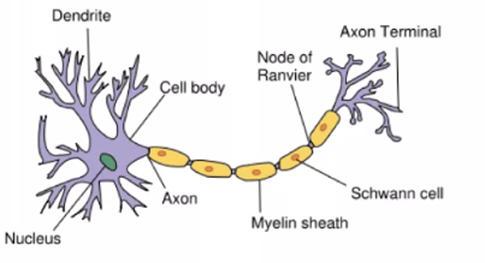 Dendrite
Axon Terminal
Node of
Ranvier
Cell body
Axon
Schwann cell
Myelin sheath
Nucleus